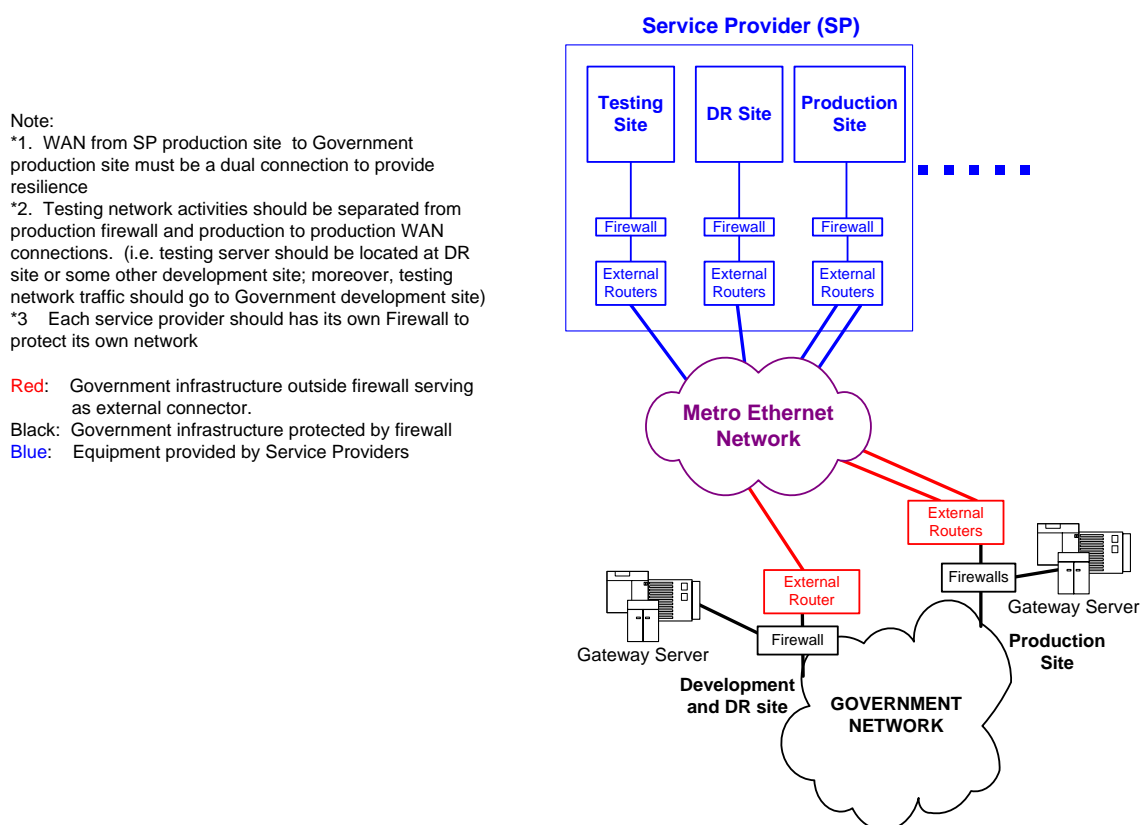 Service Provider (SP)
Testing
Site
DR Site
Production
Site
Firewall
Firewall
Firewall
External
Routers
External
Routers
External
Routers
Note:
*1. WAN from SP production site to Government
production site must be a dual connection to provide
resilience
*2. Testing network activities should be separated from
production firewall and production to production WAN
connections. (i.e. testing server should be located at DR
site or some other development site; moreover, testing
network traffic should go to Government development site)
*3 Each service provider should has its own Firewall to
protect its own network
Red: Government infrastructure outside firewall serving
as external connector.
Black: Government infrastructure protected by firewall
Blue: Equipment provided by Service Providers
Metro Ethernet
Network
External
Routers
Firewalls
Gateway Server
Production
Site
External
Router
Firewall
Gateway Server
Development
and DR site
GOVERNMENT
NETWORK